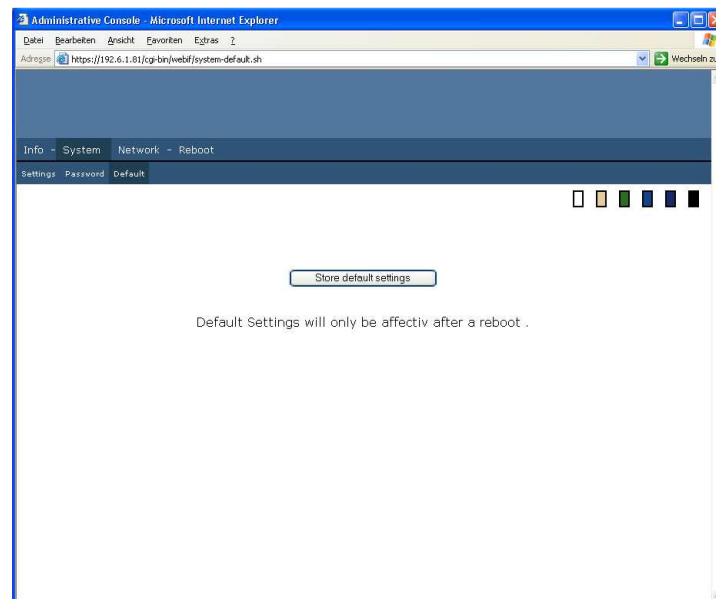 Administrative Console - Microsoft Internet Explorer
Datei Bearbeiten Ansicht Favoriten Extras ?
Adresse https://192.6.1.81/cgi-bin/webif/system-default.sh Wechseln zu
Info - System Network - Reboot
Settings Password Default
Store default settings
Default Settings will only be affectiv after a reboot .